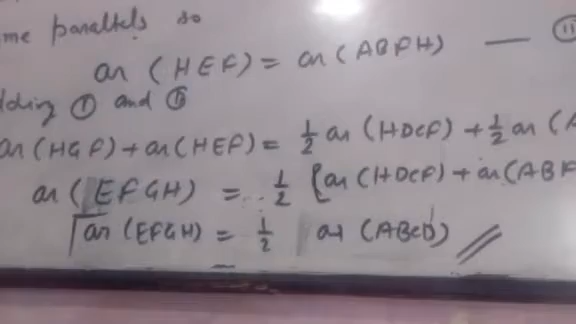 me parallels so
ar (HEF) = ar (ABFH) — (ii)
dding (i) and (ii)
ar(HGF) + ar(HEF) = 1/2 ar (HDCF) + 1/2 ar (A
ar (EFGH) = 1/2 {ar (HDCF) + ar(ABF
ar (EFGH) = 1/2 ar (ABCD)